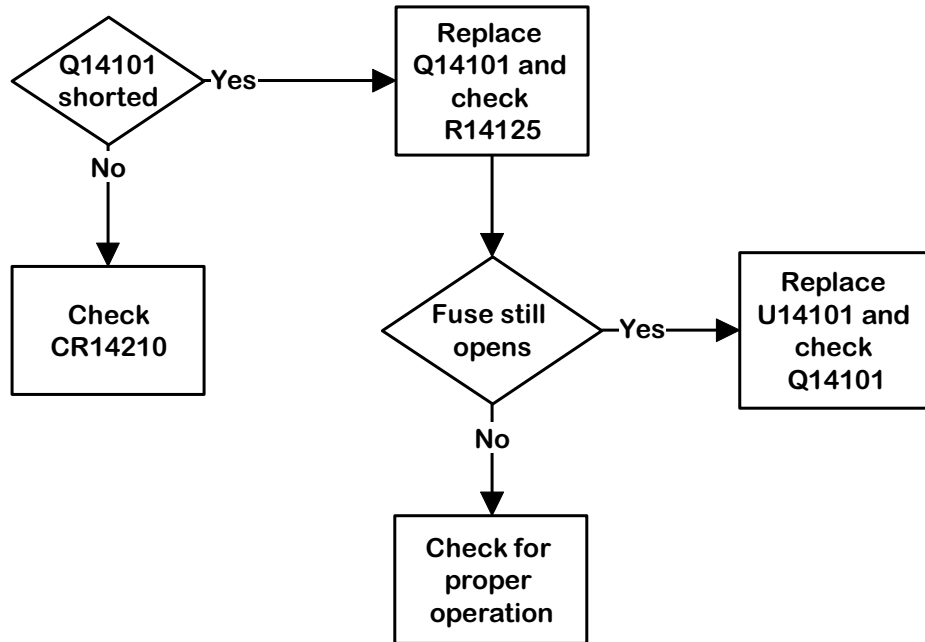 Q14101
shorted
Yes
Replace
Q14101 and
check
R14125
No
Check
CR14210
Fuse still
opens
Yes
Replace
U14101 and
check
Q14101
No
Check for
proper
operation